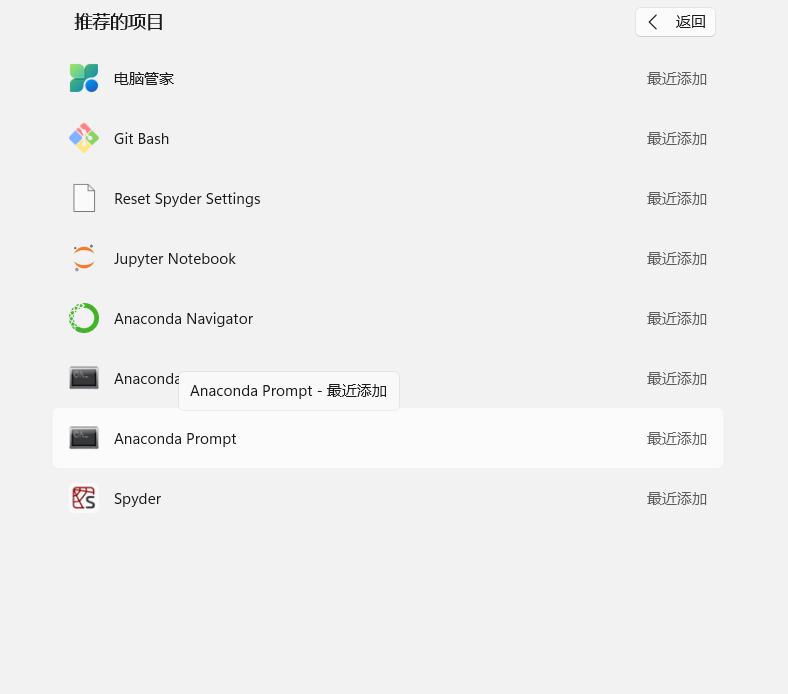 推荐的项目
返回
电脑管家 最近添加
Git Bash 最近添加
Reset Spyder Settings 最近添加
Jupyter Notebook 最近添加
Anaconda Navigator 最近添加
Anaconda 最近添加
Anaconda Prompt - 最近添加
Anaconda Prompt 最近添加
Spyder 最近添加